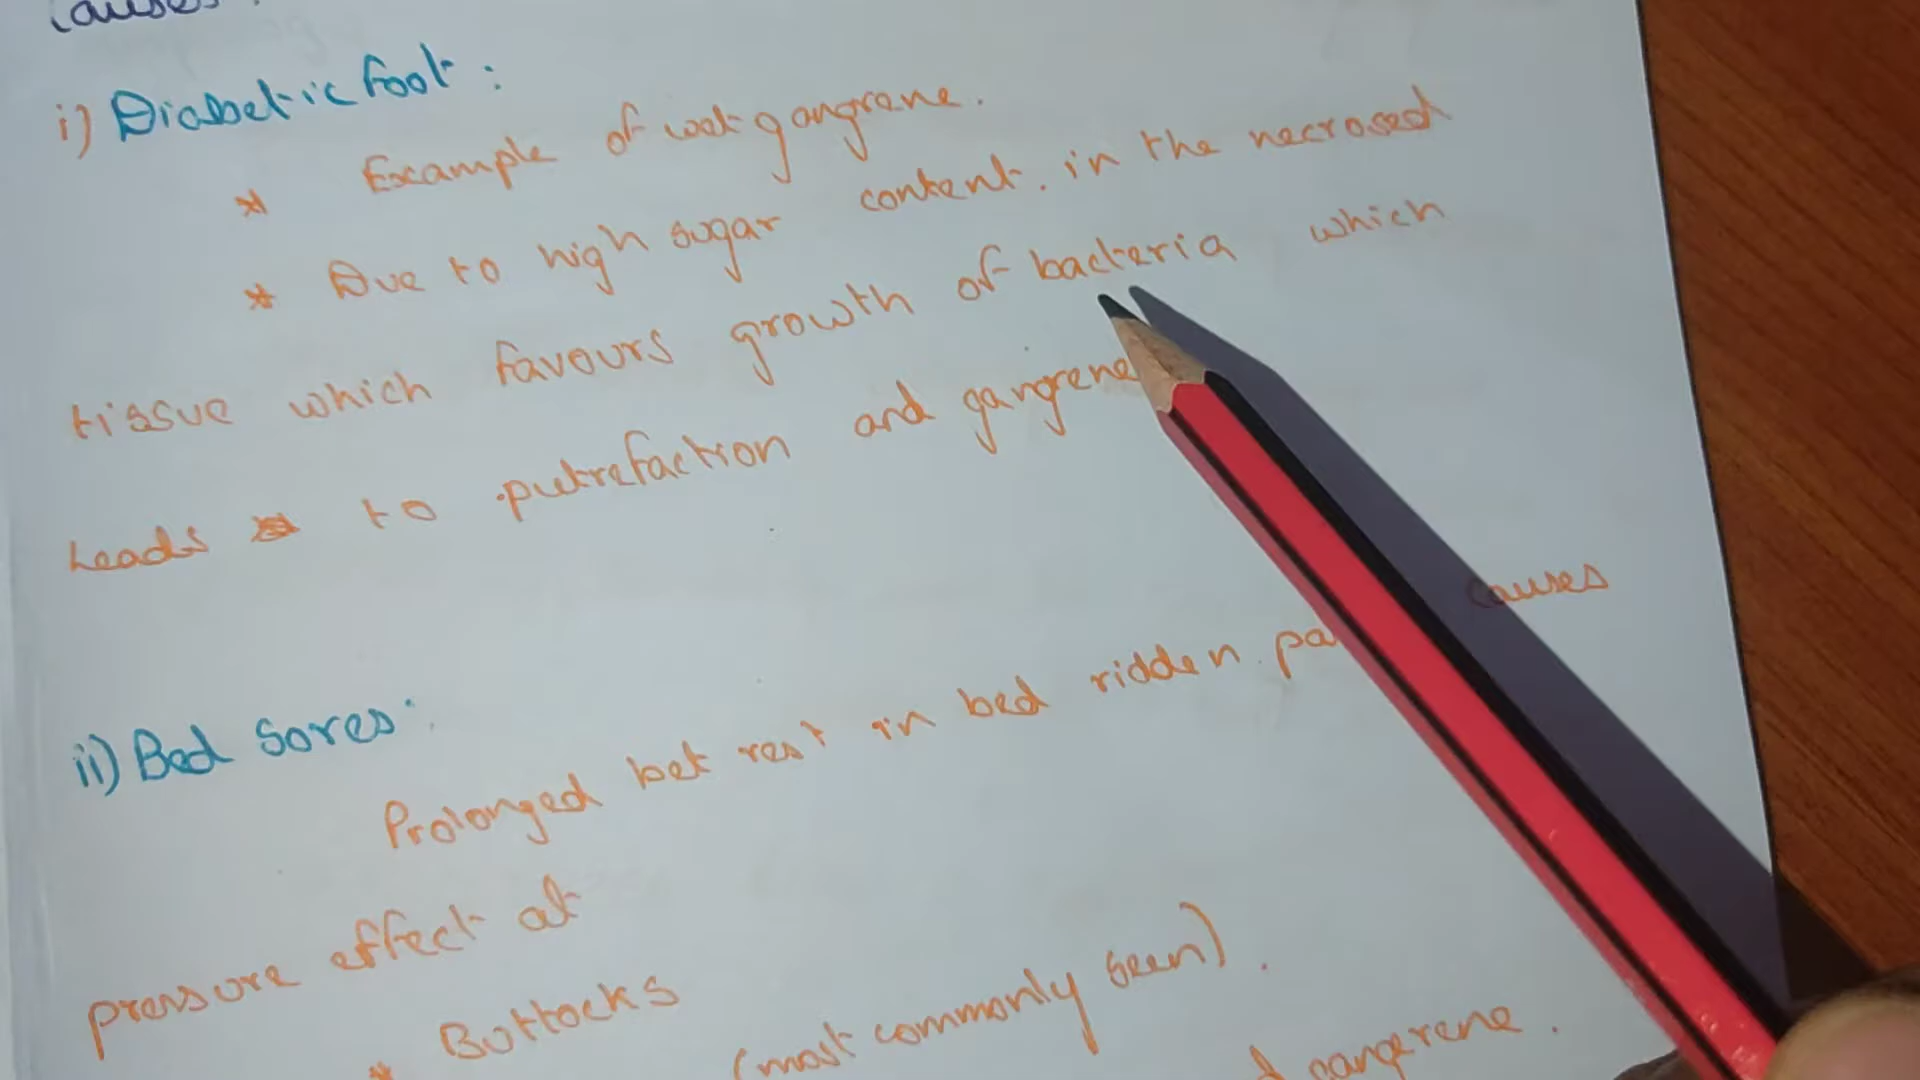 Causes :
i) Diabetic foot :
* Example of wet gangrene.
* Due to high sugar content. in the necrosed
tissue which favours growth of bacteria which
Leads to putrefaction and gangrene
ii) Bed sores.
Prolonged bet rest in bed ridden causes
pressure effect at
* Buttocks (most commonly seen).
gangrene.